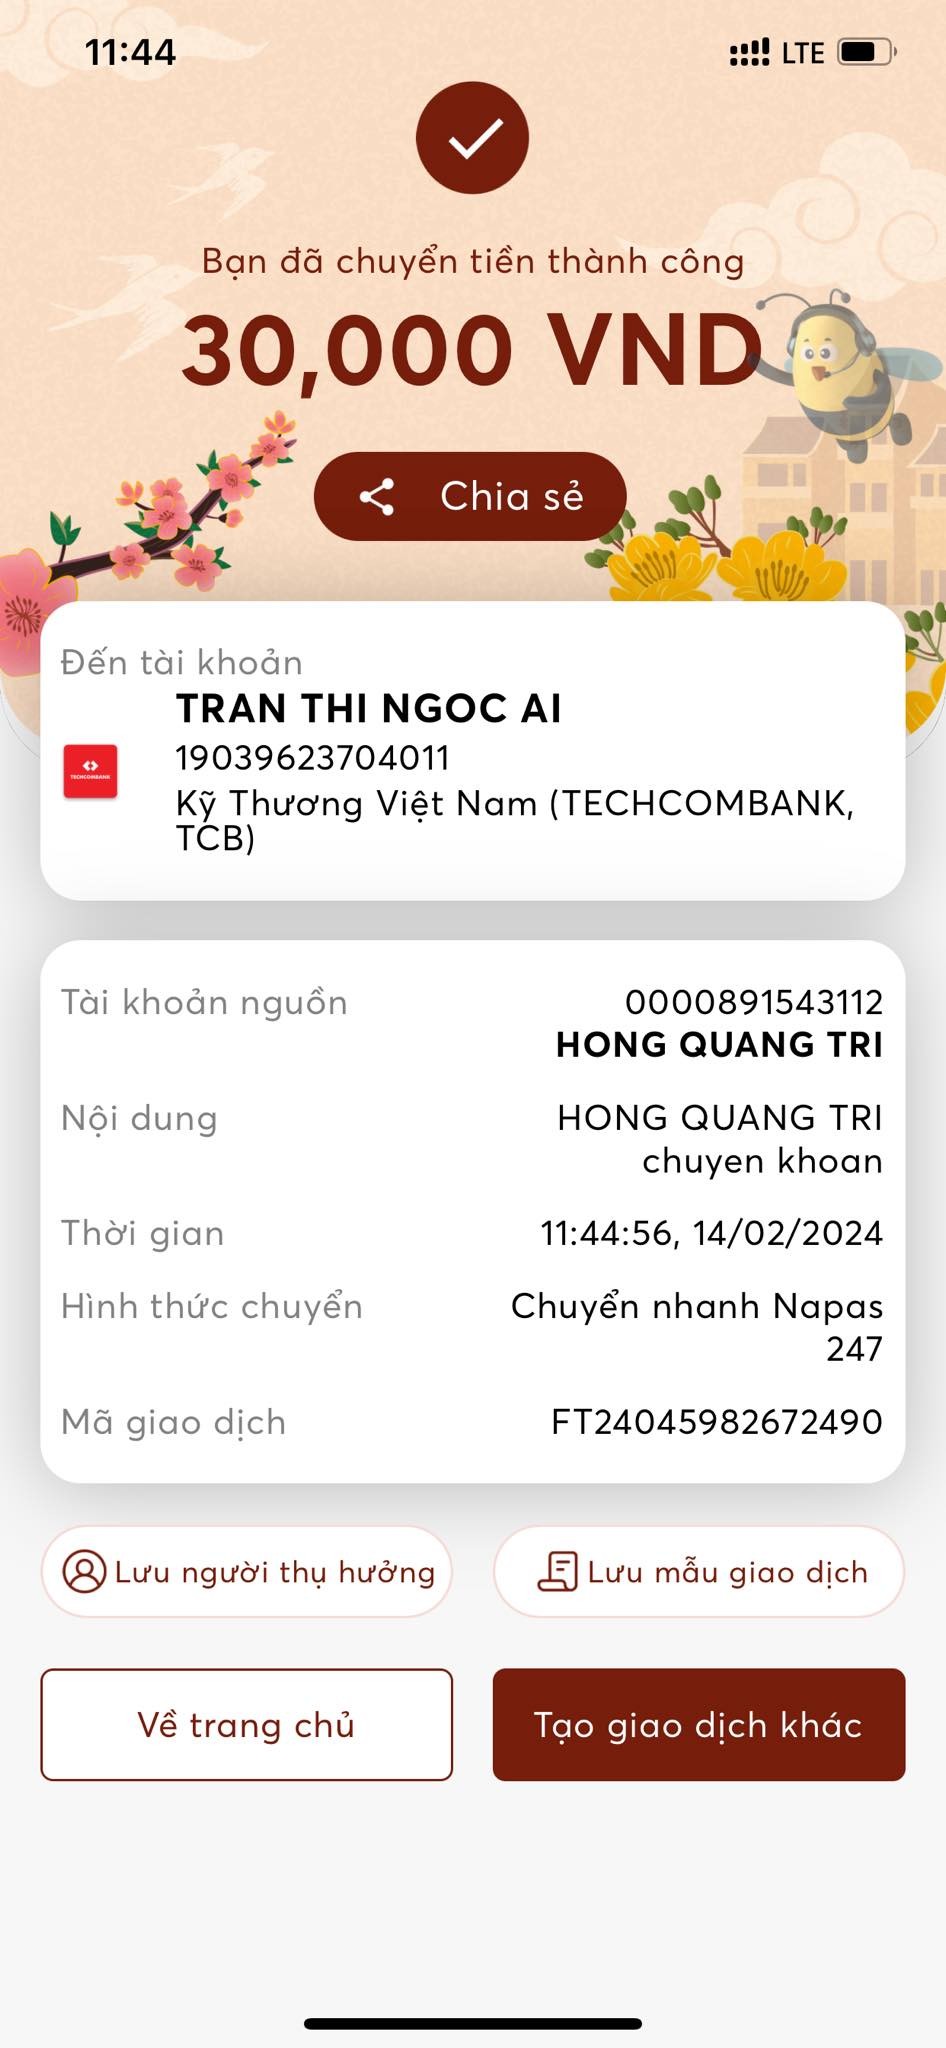 11:44
LTE
Bạn đã chuyển tiền thành công
30,000 VND
Chia sẻ
Đến tài khoản
TRAN THI NGOC AI
19039623704011
TECHCOMBANK
Kỹ Thương Việt Nam (TECHCOMBANK,
TCB)
Tài khoản nguồn
0000891543112
HONG QUANG TRI
Nội dung
HONG QUANG TRI
chuyen khoan
Thời gian
11:44:56, 14/02/2024
Hình thức chuyển
Chuyển nhanh Napas
247
Mã giao dịch
FT24045982672490
Lưu người thụ hưởng
Lưu mẫu giao dịch
Về trang chủ
Tạo giao dịch khác